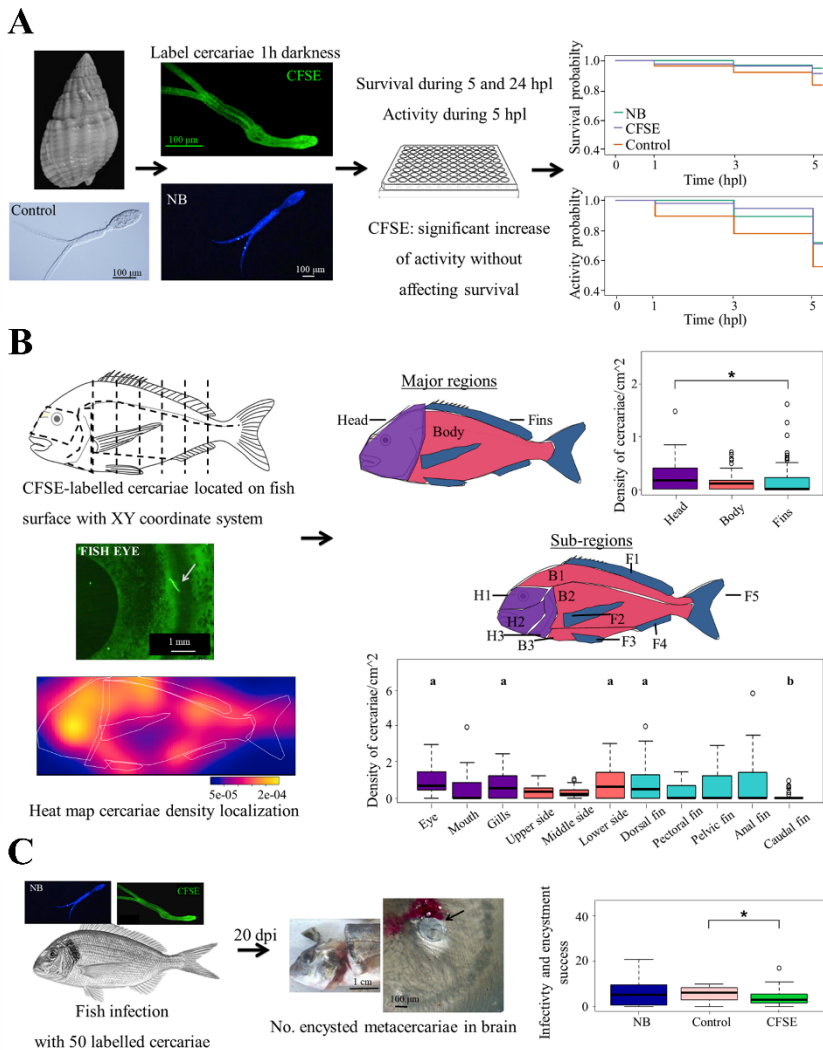 A
Label cercariae 1h darkness
CFSE
100 μm
Control
100 μm
NB
100 μm
Survival during 5 and 24 hpl
Activity during 5 hpl
CFSE: significant increase
of activity without
affecting survival
Survival probabilty
1.0
0.8
0.6
0.4
NB
CFSE
Control
0
1
3
5
Time (hpl)
Activity probability
1.0
0.8
0.6
0.4
0
1
3
5
Time (hpl)
B
CFSE-labelled cercariae located on fish
surface with XY coordinate system
FISH EYE
1 mm
5e-05 2e-04
Heat map cercariae density localization
Major regions
Head
Body
Fins
Density of cercariae/cm^2
2
1
0
*
Head
Body
Fins
Sub-regions
F1
B1
H1
B2
F5
H2
F2
H3
B3
F3
F4
Density of cercariae/cm^2
6
4
2
0
a a a a b
Eye
Mouth
Gills
Upper side
Middle side
Lower side
Dorsal fin
Pectoral fin
Pelvic fin
Anal fin
Caudal fin
C
NB
CFSE
Fish infection
with 50 labelled cercariae
20 dpi
1 cm
100 μm
No. encysted metacercariae in brain
Infectivty and encystment
success
40
20
0
*
NB
Control
CFSE